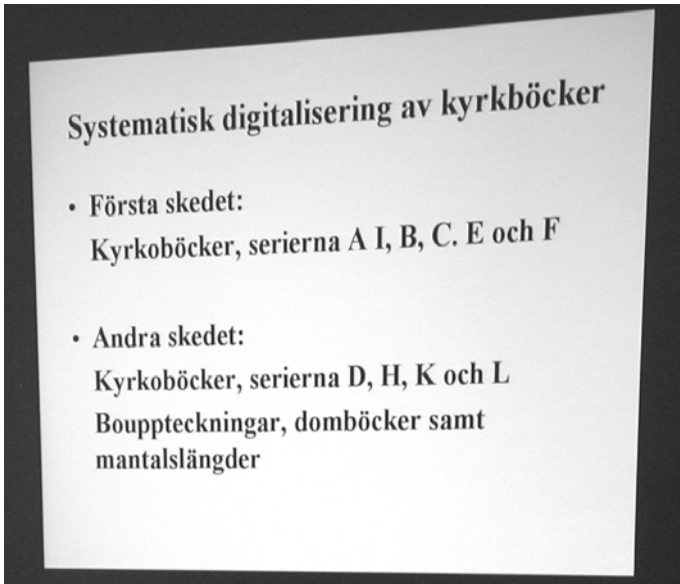 Systematisk digitalisering av kyrkböcker
• Första skedet:
Kyrkoböcker, serierna A I, B, C. E och F
• Andra skedet:
Kyrkoböcker, serierna D, H, K och L
Bouppteckningar, domböcker samt
mantalslängder